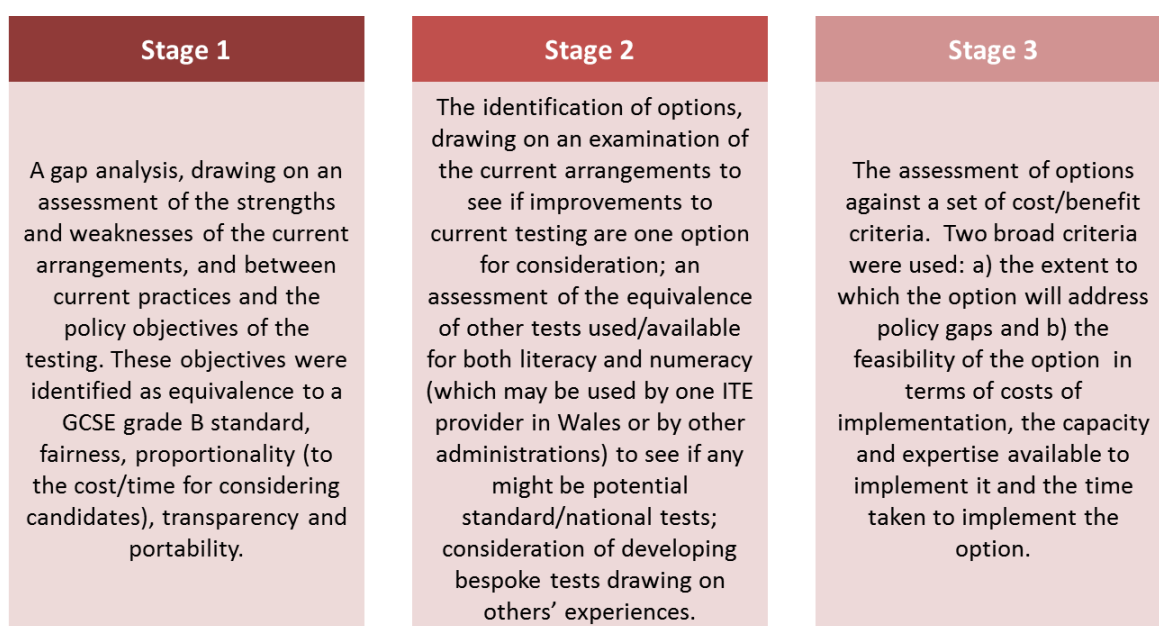 Stage 1
A gap analysis, drawing on an
assessment of the strengths
and weaknesses of the current
arrangements, and between
current practices and the
policy objectives of the
testing. These objectives were
identified as equivalence to a
GCSE grade B standard,
fairness, proportionality (to
the cost/time for considering
candidates), transparency and
portability.
Stage 2
The identification of options,
drawing on an examination of
the current arrangements to
see if improvements to
current testing are one option
for consideration; an
assessment of the equivalence
of other tests used/available
for both literacy and numeracy
(which may be used by one ITE
provider in Wales or by other
administrations) to see if any
might be potential
standard/national tests;
consideration of developing
bespoke tests drawing on
others’ experiences.
Stage 3
The assessment of options
against a set of cost/benefit
criteria.  Two broad criteria
were used: a) the extent to
which the option will address
policy gaps and b) the
feasibility of the option  in
terms of costs of
implementation, the capacity
and expertise available to
implement it and the time
taken to implement the
option.